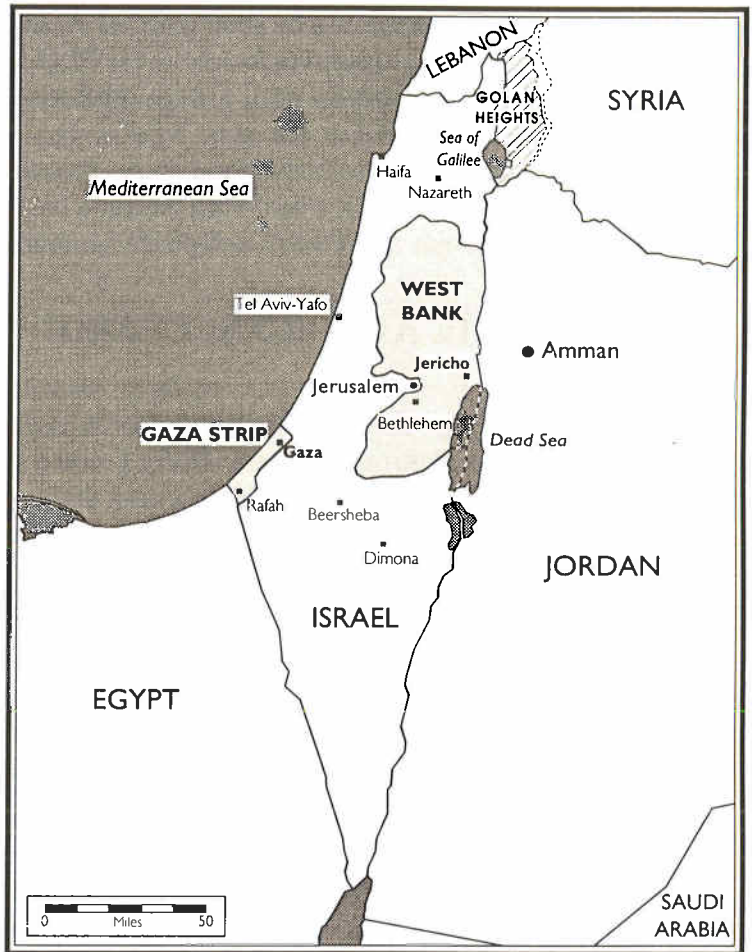 LEBANON
SYRIA
GOLAN
HEIGHTS
Sea of
Galilee
Haifa
Nazareth
Mediterranean Sea
WEST
BANK
Tel Aviv-Yafo
Amman
Jericho
Jerusalem
Bethlehem
GAZA STRIP
Gaza
Dead Sea
Rafah
Beersheba
Dimona
JORDAN
ISRAEL
EGYPT
SAUDI
ARABIA
0 Miles 50